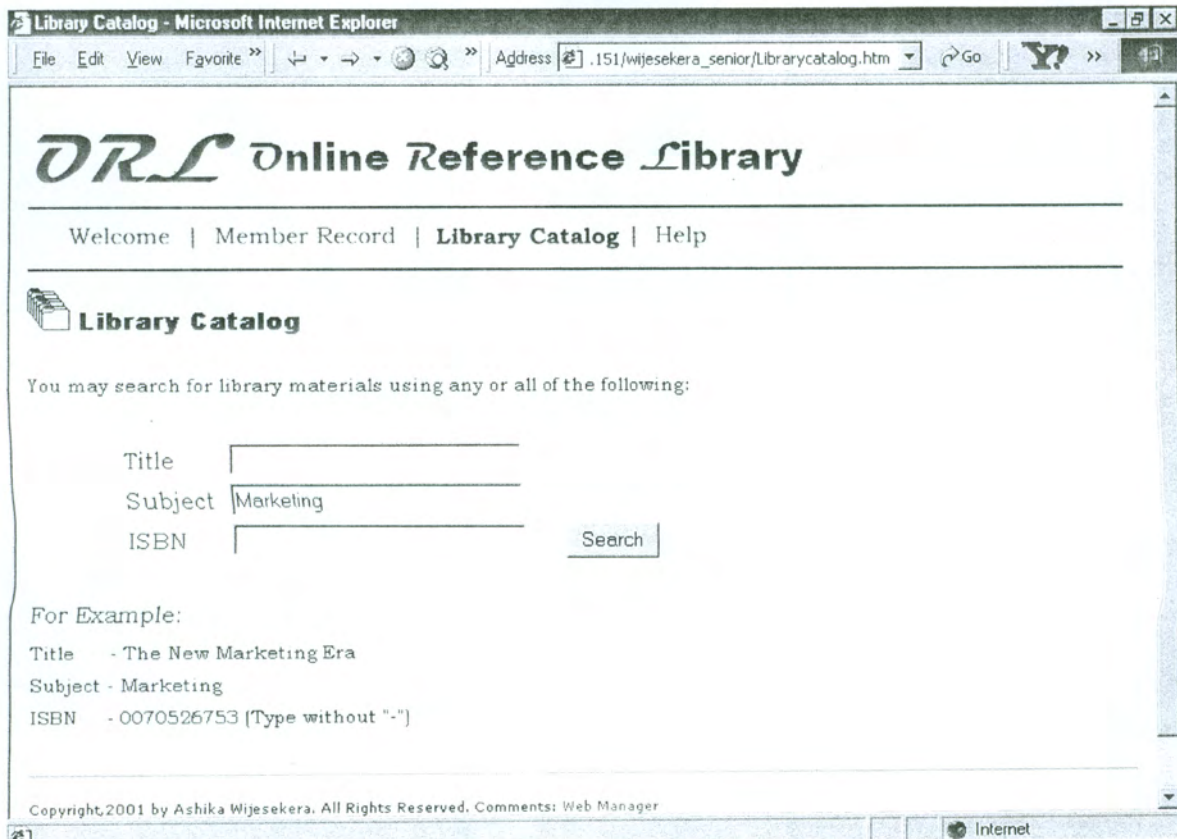 Library Catalog - Microsoft Internet Explorer
File Edit View Favorite » » Address .151/wijesekera_senior/Librarycatalog.htm Go Y! »
ORL Online Reference Library
Welcome | Member Record | Library Catalog | Help
Library Catalog
You may search for library materials using any or all of the following:
Title
Subject Marketing
ISBN Search
For Example:
Title - The New Marketing Era
Subject - Marketing
ISBN - 0070526753 (Type without "-")
Copyright,2001 by Ashika Wijesekera. All Rights Reserved. Comments: Web Manager
Internet